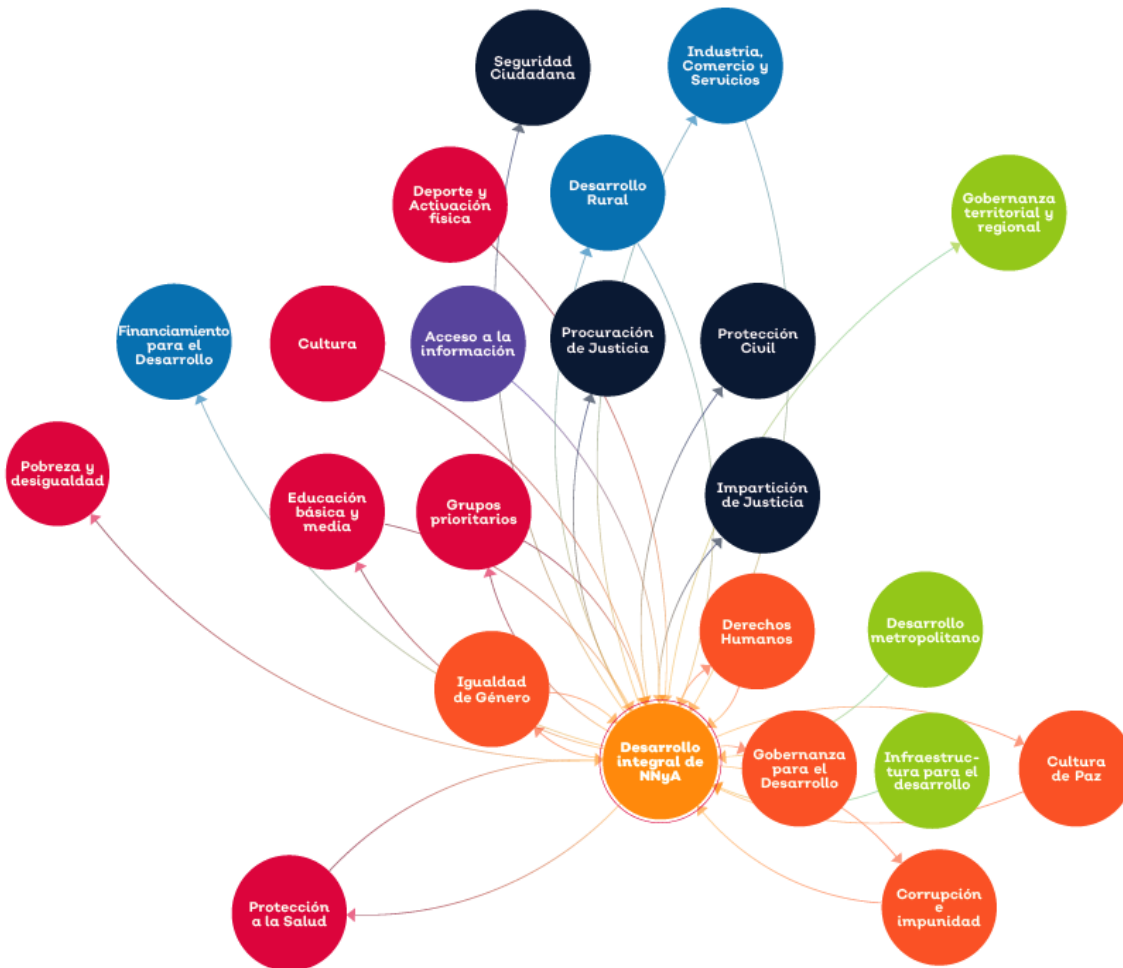 Seguridad
Ciudadana
Industria,
Comercio y
Servicios
Deporte y
Activación
física
Desarrollo
Rural
Gobernanza
territorial y
regional
Financiamiento
para el
Desarrollo
Cultura
Acceso a la
información
Procuración
de Justicia
Protección
Civil
Pobreza y
desigualdad
Educación
básica y
media
Grupos
prioritarios
Impartición
de Justicia
Derechos
Humanos
Desarrollo
metropolitano
Igualdad
de Género
Desarrollo
integral de
NNyA
Gobernanza
para el
Desarrollo
Infraestruc-
tura para el
desarrollo
Cultura
de Paz
Protección
a la Salud
Corrupción
e
impunidad